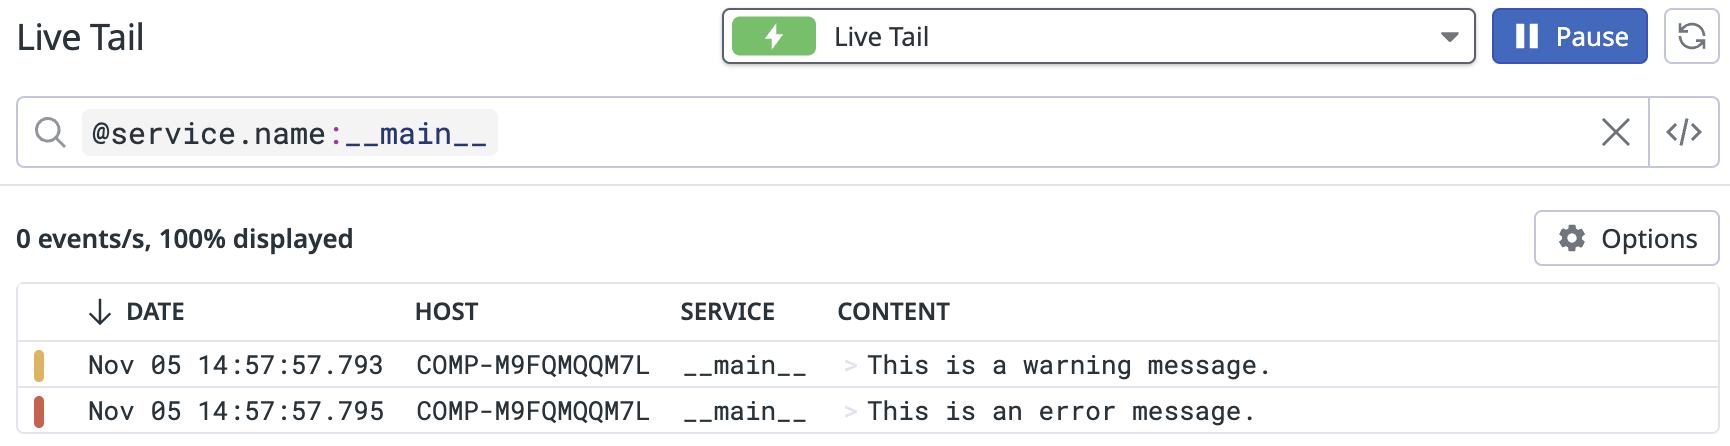 Live Tail
Live Tail
Pause
@service.name:__main__
</>
0 events/s, 100% displayed
Options
DATE HOST SERVICE CONTENT
Nov 05 14:57:57.793 COMP-M9FQMQQM7L __main__ > This is a warning message.
Nov 05 14:57:57.795 COMP-M9FQMQQM7L __main__ > This is an error message.